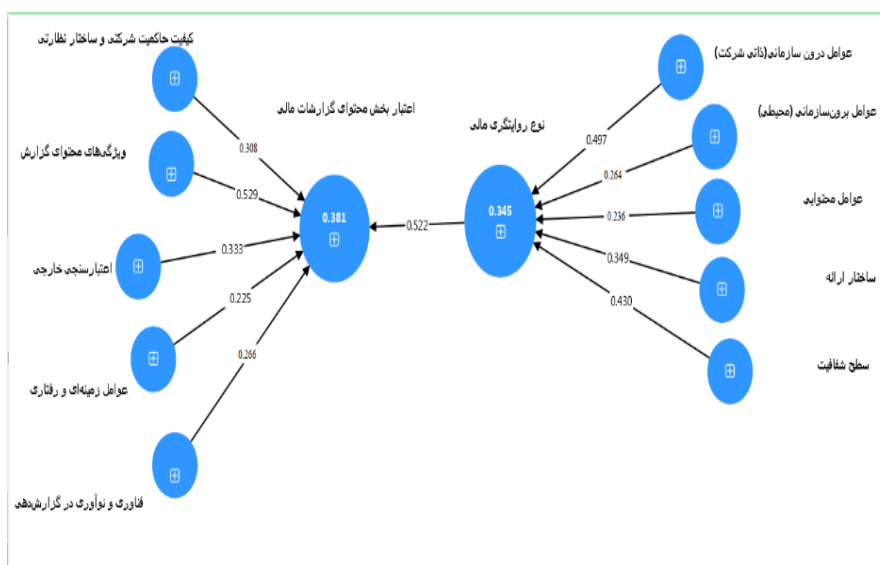 کیفیت حاکمیت شرکتی و ساختار نظارتی
عوامل درون سازمانی(ذاتی شرکت)
اعتبار بخش محتوای گزارشات مالی
عوامل برون‌سازمانی (محیطی)
نوع روایتگری مالی
ویژگی‌های محتوای گزارش
عوامل محتوایی
اعتبارسنجی خارجی
ساختار ارائه
سطح شفافیت
عوامل زمینه‌ای و رفتاری
فناوری و نوآوری در گزارش‌دهی
0.308
0.529
0.333
0.225
0.266
0.381
0.522
0.345
0.497
0.264
0.236
0.349
0.430